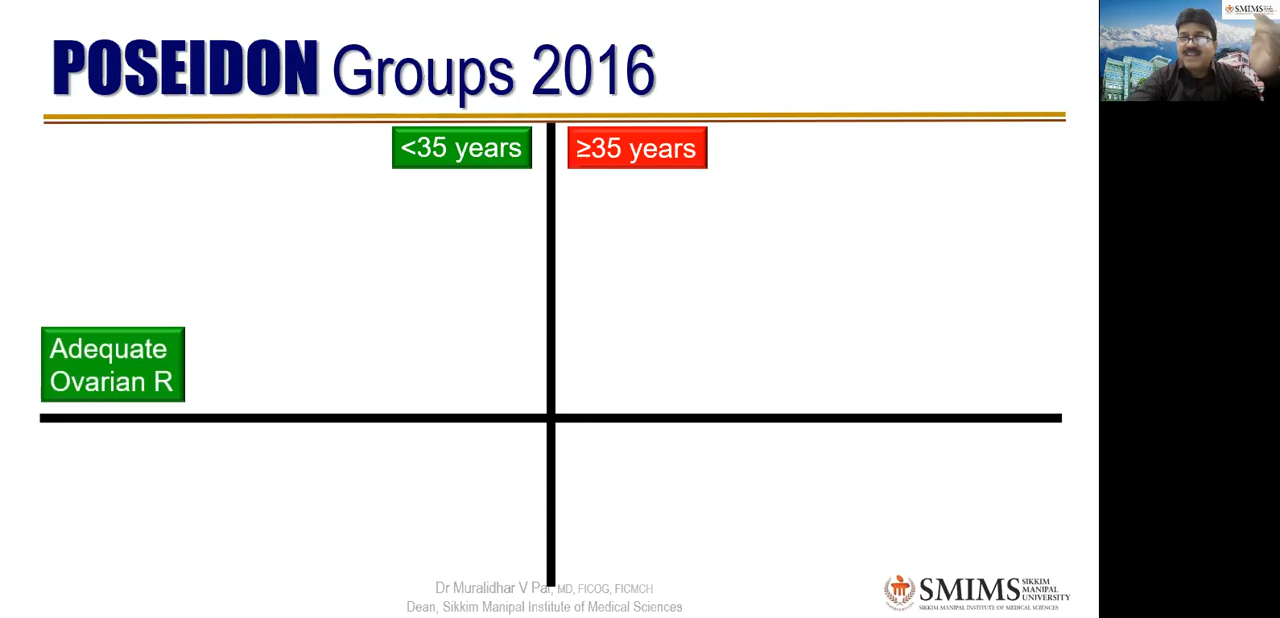 POSEIDON Groups 2016
<35 years
≥35 years
Adequate
Ovarian R
Dr Muralidhar V Pai, MD, FICOG, FICMCH
Dean, Sikkim Manipal Institute of Medical Sciences
SMIMS
SIKKIM
MANIPAL
UNIVERSITY
SIKKIM MANIPAL INSTITUTE OF MEDICAL SCIENCES
SMIMS